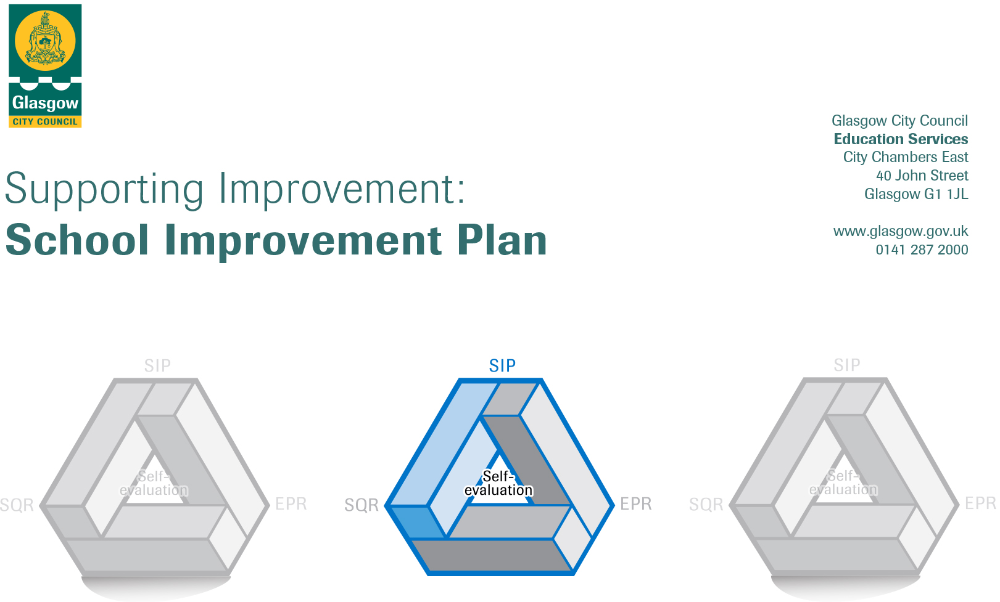 Glasgow
CITY COUNCIL
Glasgow City Council
Education Services
City Chambers East
40 John Street
Glasgow G1 1JL
www.glasgow.gov.uk
0141 287 2000
Supporting Improvement:
School Improvement Plan
SIP
Self-
evaluation
SQR
EPR
SIP
Self-
evaluation
SQR
EPR
SIP
Self-
evaluation
SQR
EPR